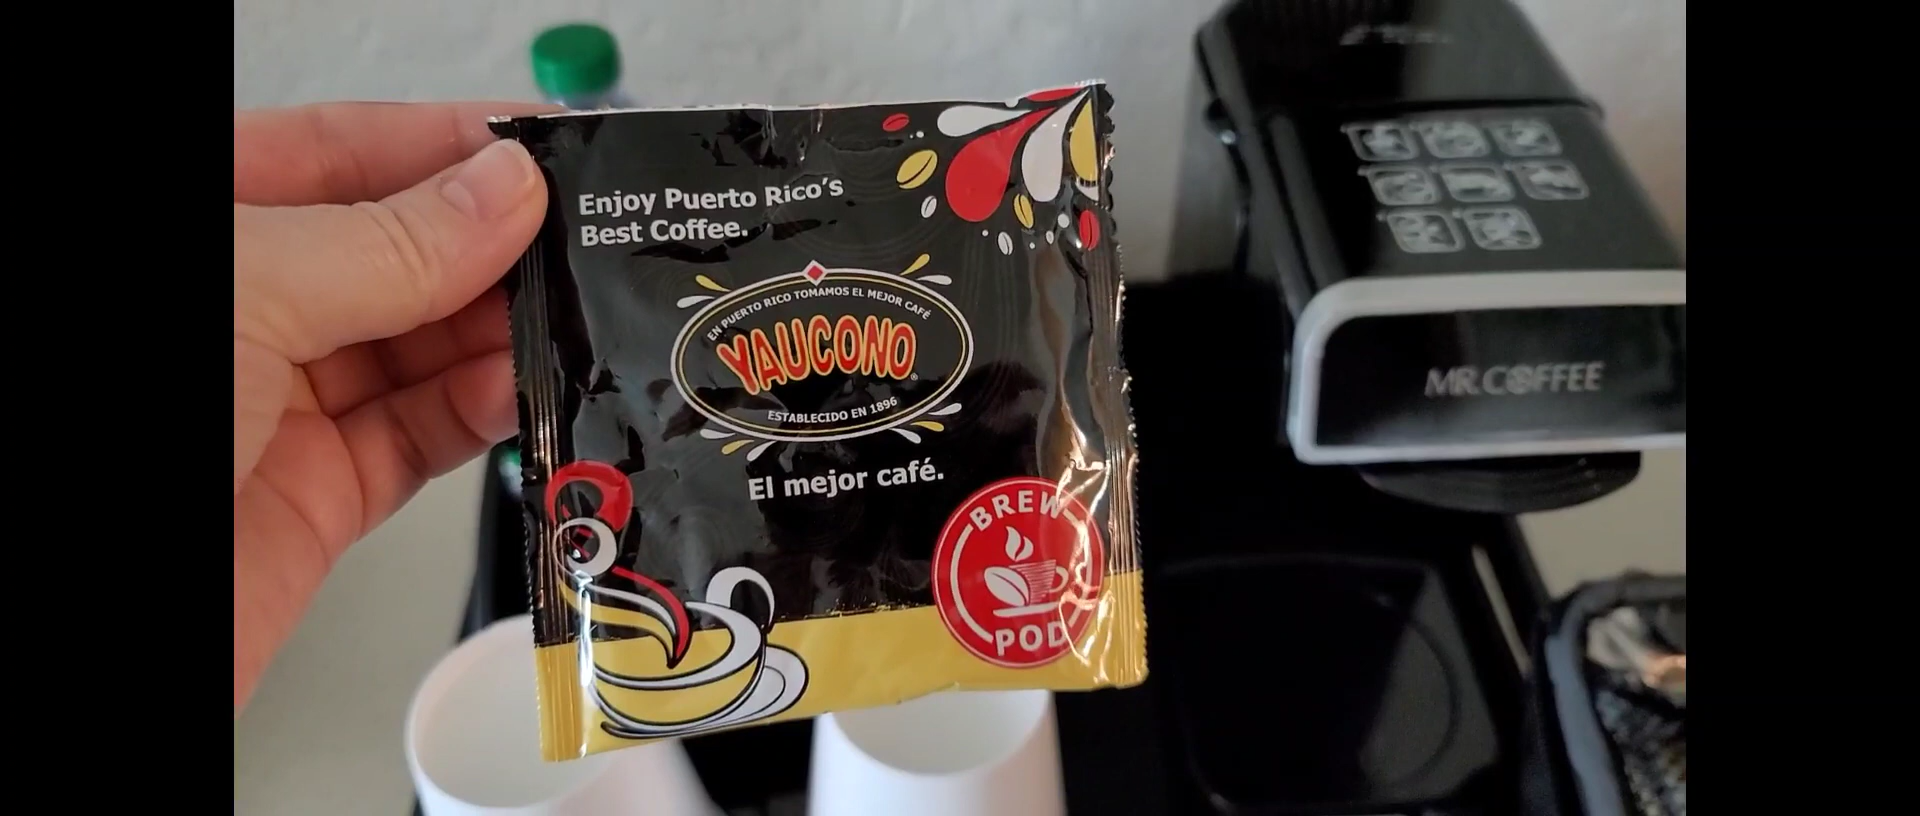 Enjoy Puerto Rico's
Best Coffee.
EN PUERTO RICO TOMAMOS EL MEJOR CAFÉ
YAUCONO®
ESTABLECIDO EN 1896
El mejor café.
BREW
POD
MR.COFFEE